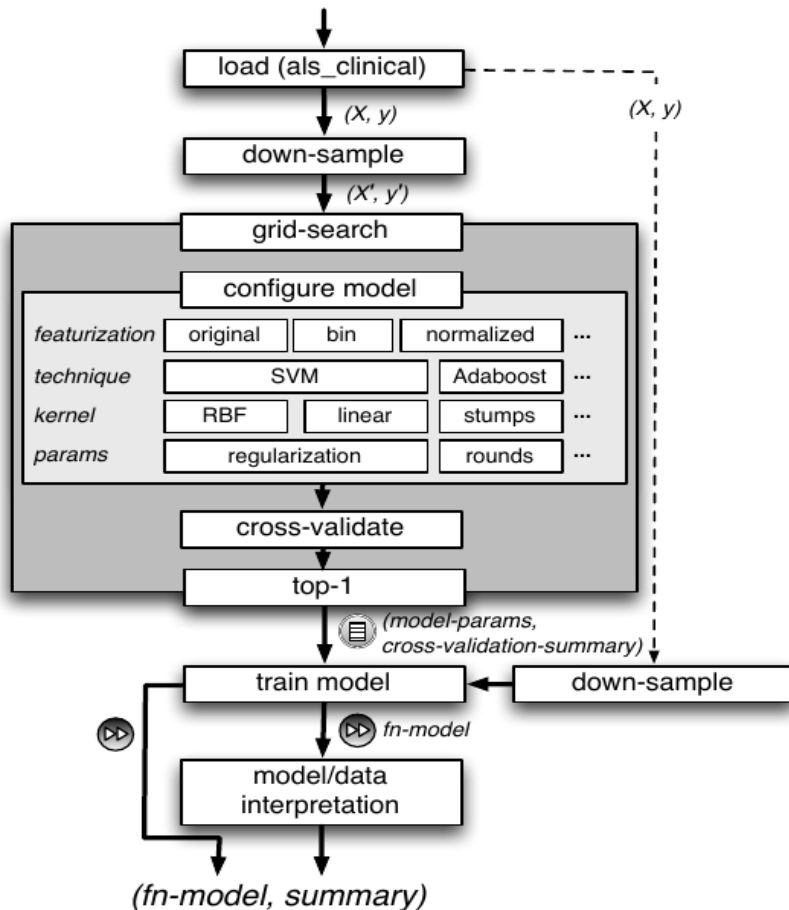 load (als_clinical)
(X, y)
(X, y)
down-sample
(X', y')
grid-search
configure model
featurization original bin normalized ...
technique SVM Adaboost ...
kernel RBF linear stumps ...
params regularization rounds ...
cross-validate
top-1
(model-params,
cross-validation-summary)
train model
down-sample
fn-model
model/data
interpretation
(fn-model, summary)